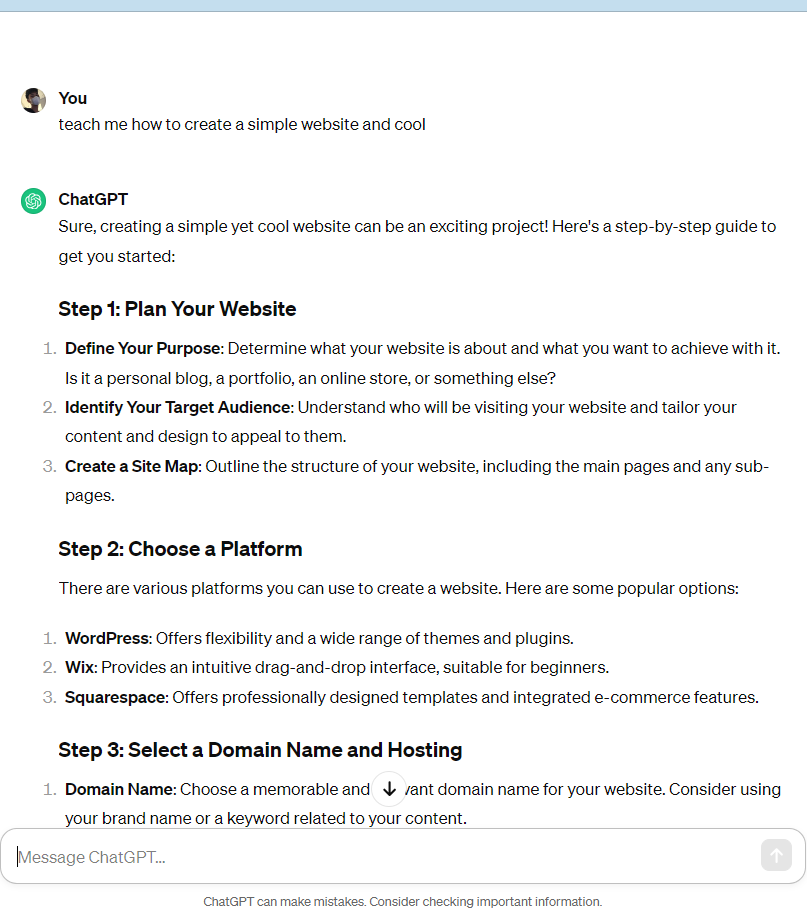 You
teach me how to create a simple website and cool
ChatGPT
Sure, creating a simple yet cool website can be an exciting project! Here's a step-by-step guide to
get you started:
Step 1: Plan Your Website
1. Define Your Purpose: Determine what your website is about and what you want to achieve with it.
Is it a personal blog, a portfolio, an online store, or something else?
2. Identify Your Target Audience: Understand who will be visiting your website and tailor your
content and design to appeal to them.
3. Create a Site Map: Outline the structure of your website, including the main pages and any sub-
pages.
Step 2: Choose a Platform
There are various platforms you can use to create a website. Here are some popular options:
1. WordPress: Offers flexibility and a wide range of themes and plugins.
2. Wix: Provides an intuitive drag-and-drop interface, suitable for beginners.
3. Squarespace: Offers professionally designed templates and integrated e-commerce features.
Step 3: Select a Domain Name and Hosting
1. Domain Name: Choose a memorable and domain name for your website. Consider using
your brand name or a keyword related to your content.
Message ChatGPT...
ChatGPT can make mistakes. Consider checking important information.